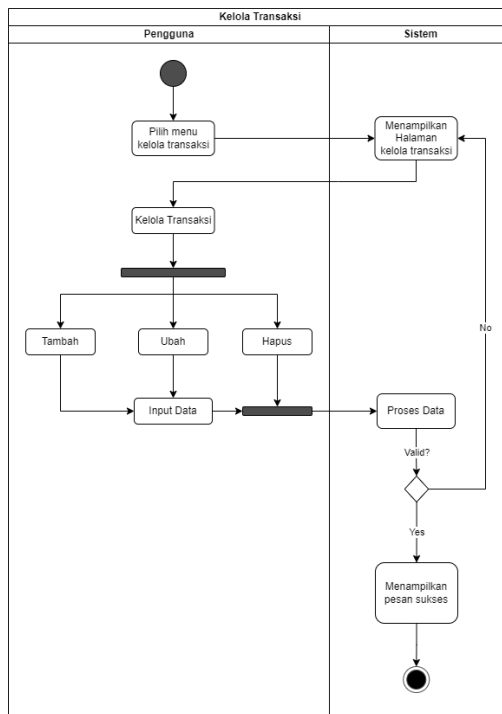 Kelola Transaksi
Pengguna
Sistem
Pilih menu
kelola transaksi
Menampilkan
Halaman
kelola transaksi
Kelola Transaksi
Tambah
Ubah
Hapus
No
Input Data
Proses Data
Valid?
Yes
Menampilkan
pesan sukses